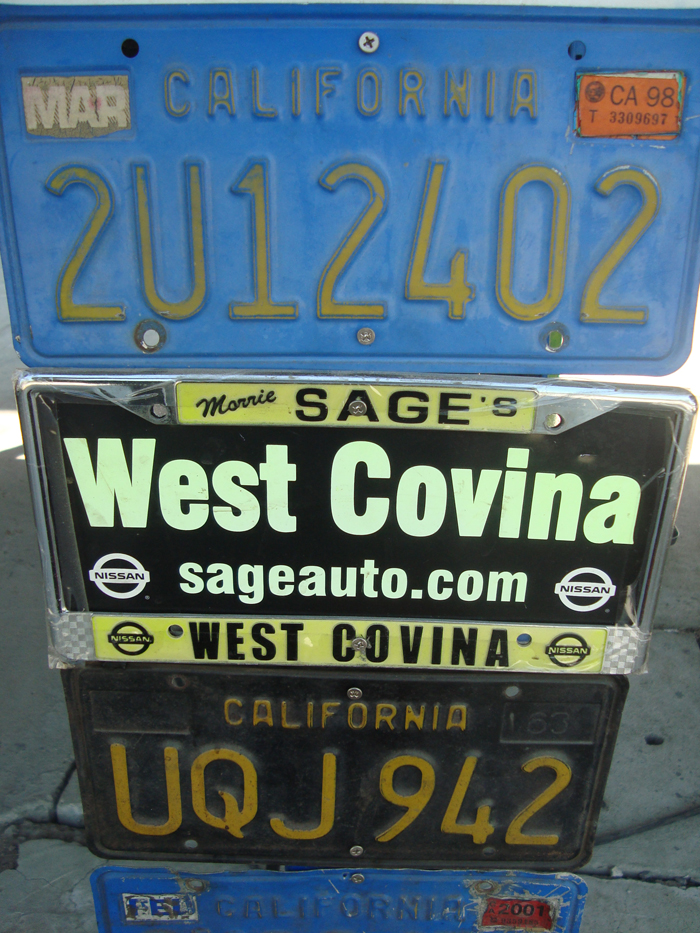 MAR
CALIFORNIA
CA 98
T 3309697
2U12402
Morrie SAGE's
West Covina
NISSAN sageauto.com NISSAN
NISSAN WEST COVINA NISSAN
CALIFORNIA
63
UQJ 942
FEB CALIFORNIA 2001